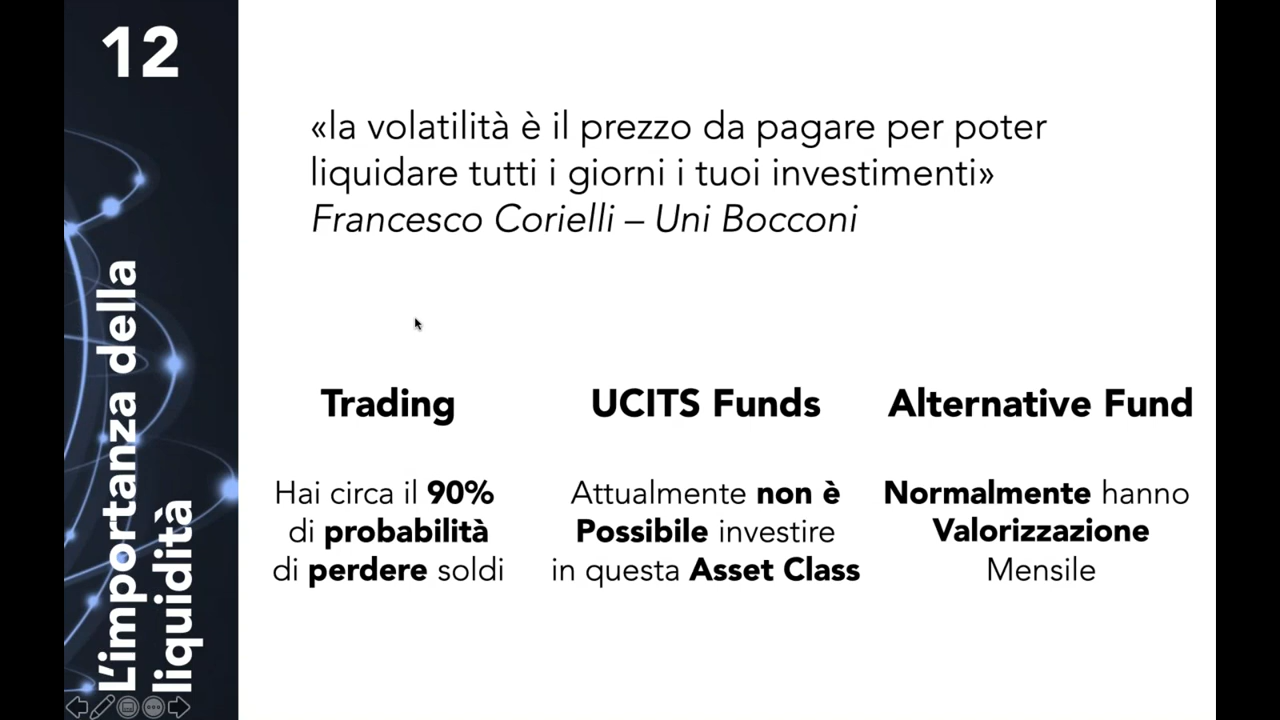 12
L'importanza della
liquidità
«la volatilità è il prezzo da pagare per poter
liquidare tutti i giorni i tuoi investimenti»
Francesco Corielli – Uni Bocconi
Trading
Hai circa il 90%
di probabilità
di perdere soldi
UCITS Funds
Attualmente non è
Possibile investire
in questa Asset Class
Alternative Fund
Normalmente hanno
Valorizzazione
Mensile